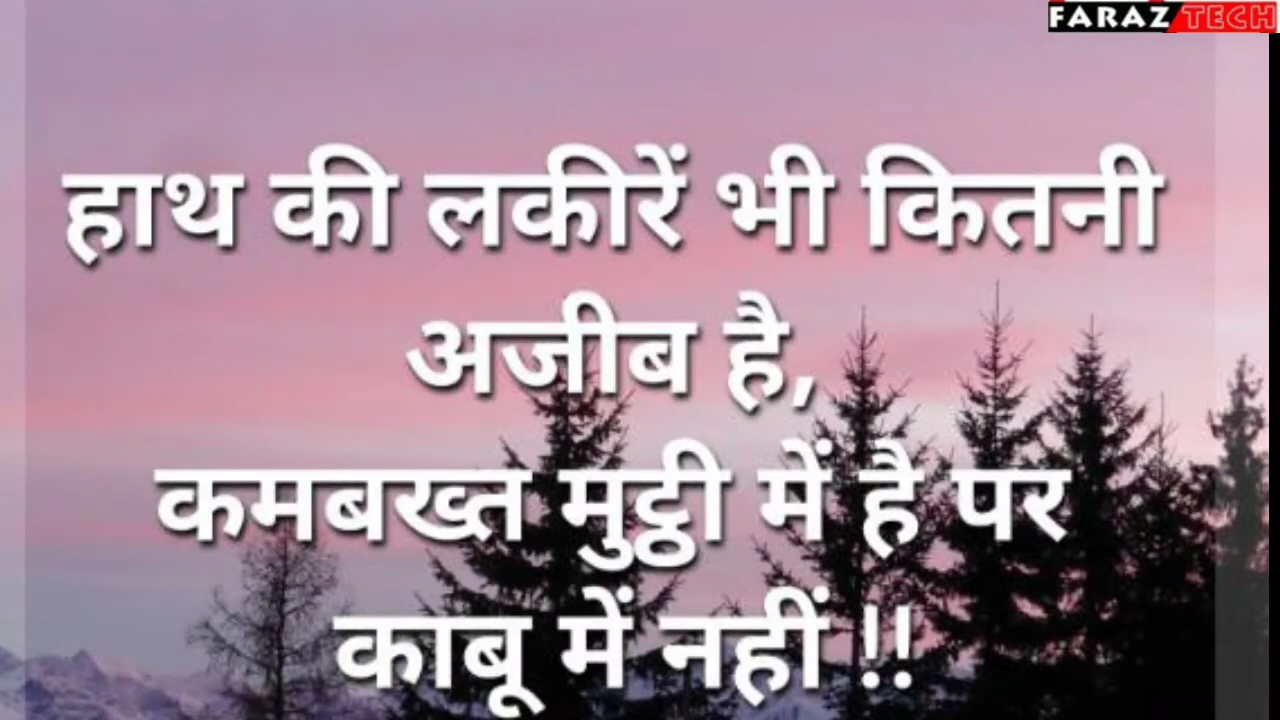 FARAZ TECH
हाथ की लकीरें भी कितनी
अजीब है,
कमबख्त मुट्ठी में है पर
काबू में नहीं !!